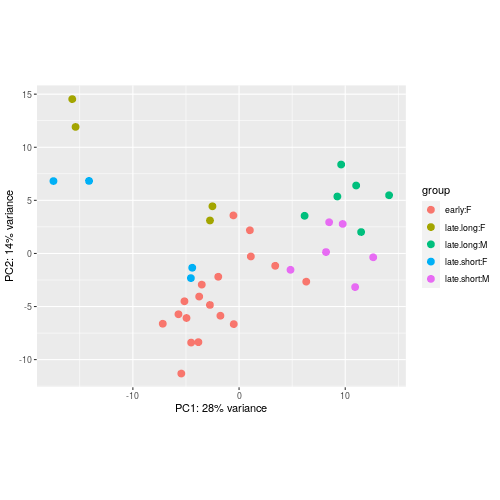 15
10
5
0
-5
-10
-10
0
10
PC1: 28% variance
PC2: 14% variance
group
early:F
late.long:F
late.long:M
late.short:F
late.short:M